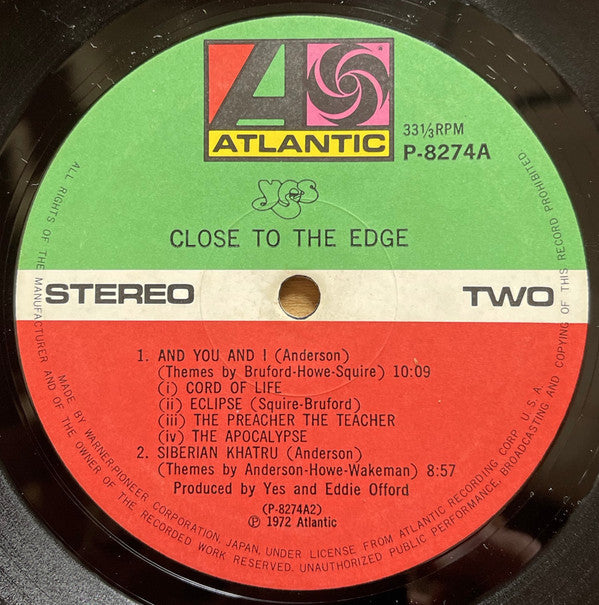 ATLANTIC
33⅓RPM
P-8274A
yes
CLOSE TO THE EDGE
STEREO
TWO
1. AND YOU AND I (Anderson)
(Themes by Bruford-Howe-Squire) 10:09
(i) CORD OF LIFE
(ii) ECLIPSE (Squire-Bruford)
(iii) THE PREACHER THE TEACHER
(iv) THE APOCALYPSE
2. SIBERIAN KHATRU (Anderson)
(Themes by Anderson-Howe-Wakeman) 8:57
Produced by Yes and Eddie Offord
(P-8274A2)
℗ 1972 Atlantic
MADE BY WARNER-PIONEER CORPORATION, JAPAN, UNDER LICENSE FROM ATLANTIC RECORDING CORP. U.S.A.
ALL RIGHTS OF THE MANUFACTURER AND OF THE OWNER OF THE RECORDED WORK RESERVED. UNAUTHORIZED PUBLIC PERFORMANCE, BROADCASTING AND COPYING OF THIS RECORD PROHIBITED.